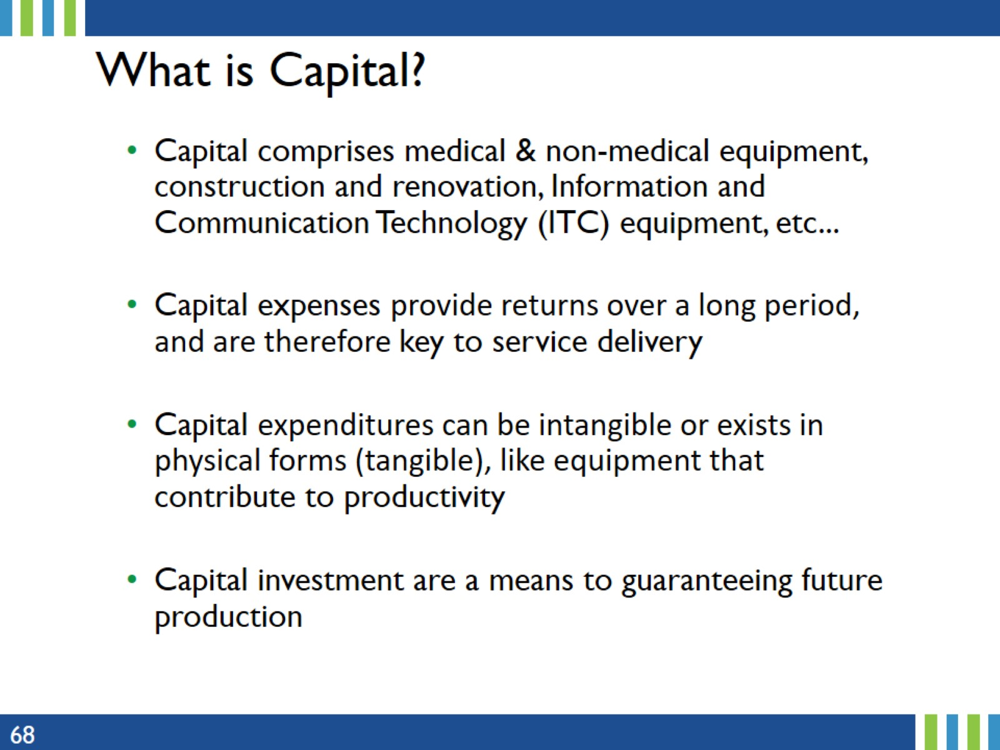 What is Capital?
• Capital comprises medical & non-medical equipment,
construction and renovation, Information and
Communication Technology (ITC) equipment, etc...
• Capital expenses provide returns over a long period,
and are therefore key to service delivery
• Capital expenditures can be intangible or exists in
physical forms (tangible), like equipment that
contribute to productivity
• Capital investment are a means to guaranteeing future
production
68